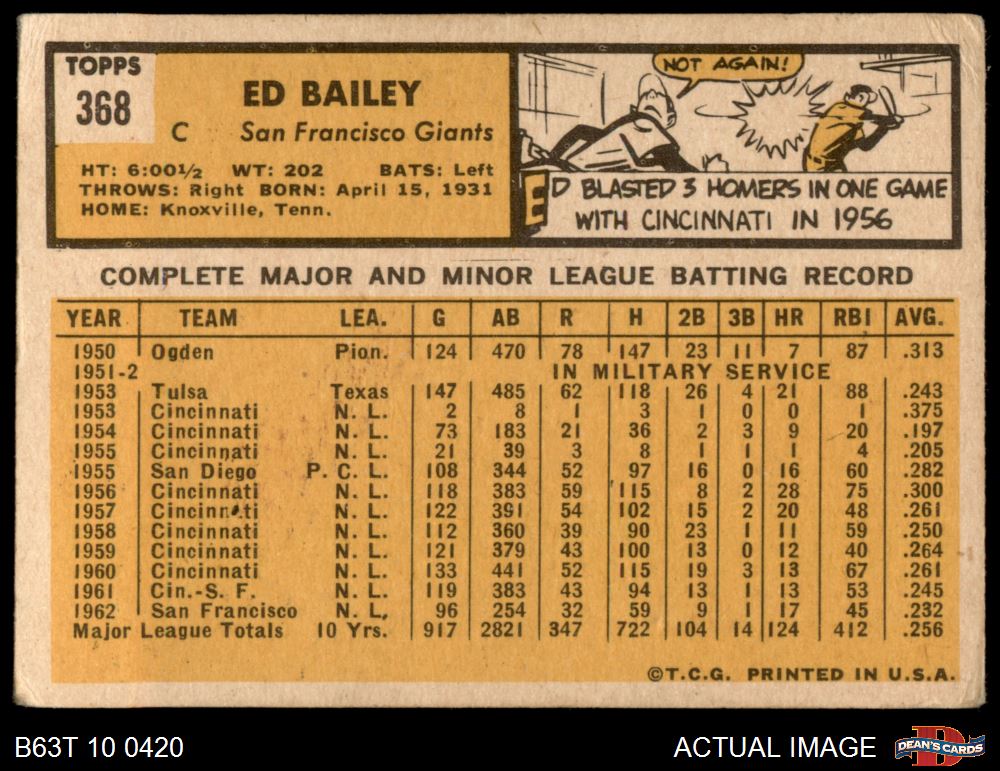 TOPPS
368
ED BAILEY
C San Francisco Giants
HT: 6:00½ WT: 202 BATS: Left
THROWS: Right BORN: April 15, 1931
HOME: Knoxville, Tenn.
NOT AGAIN!
ED BLASTED 3 HOMERS IN ONE GAME
WITH CINCINNATI IN 1956
COMPLETE MAJOR AND MINOR LEAGUE BATTING RECORD
YEAR TEAM LEA. G AB R H 2B 3B HR RBI AVG.
1950 Ogden Pion. 124 470 78 147 23 11 7 87 .313
1951-2 IN MILITARY SERVICE
1953 Tulsa Texas 147 485 62 118 26 4 21 88 .243
1953 Cincinnati N. L. 2 8 1 3 1 0 0 1 .375
1954 Cincinnati N. L. 73 183 21 36 2 3 9 20 .197
1955 Cincinnati N. L. 21 39 3 8 1 1 1 4 .205
1955 San Diego P. C. L. 108 344 52 97 16 0 16 60 .282
1956 Cincinnati N. L. 118 383 59 115 8 2 28 75 .300
1957 Cincinnati N. L. 122 391 54 102 15 2 20 48 .261
1958 Cincinnati N. L. 112 360 39 90 23 1 11 59 .250
1959 Cincinnati N. L. 121 379 43 100 13 0 12 40 .264
1960 Cincinnati N. L. 133 441 52 115 19 3 13 67 .261
1961 Cin.-S. F. N. L. 119 383 43 94 13 1 13 53 .245
1962 San Francisco N. L. 96 254 32 59 9 1 17 45 .232
Major League Totals 10 Yrs. 917 2821 347 722 104 14 124 412 .256
©T.C.G. PRINTED IN U.S.A.
B63T 10 0420 ACTUAL IMAGE
D
DEAN'S CARDS